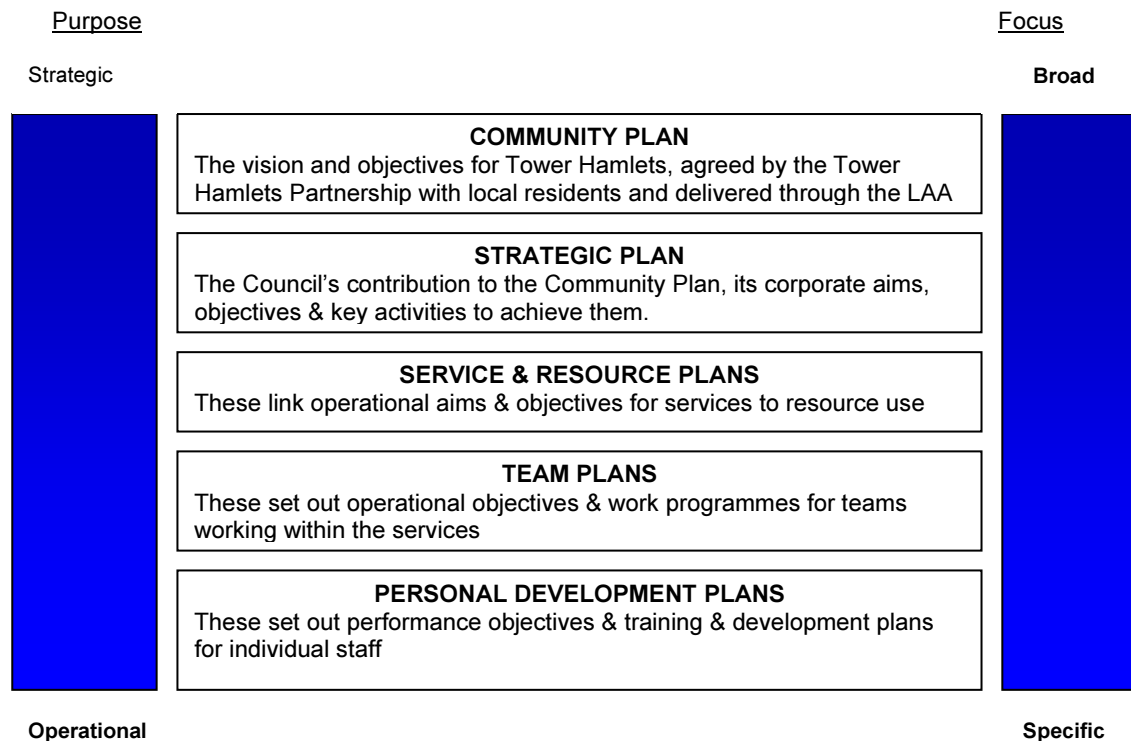 Purpose Focus
Strategic Broad
COMMUNITY PLAN
The vision and objectives for Tower Hamlets, agreed by the Tower
Hamlets Partnership with local residents and delivered through the LAA
STRATEGIC PLAN
The Council's contribution to the Community Plan, its corporate aims,
objectives & key activities to achieve them.
SERVICE & RESOURCE PLANS
These link operational aims & objectives for services to resource use
TEAM PLANS
These set out operational objectives & work programmes for teams
working within the services
PERSONAL DEVELOPMENT PLANS
These set out performance objectives & training & development plans
for individual staff
Operational Specific